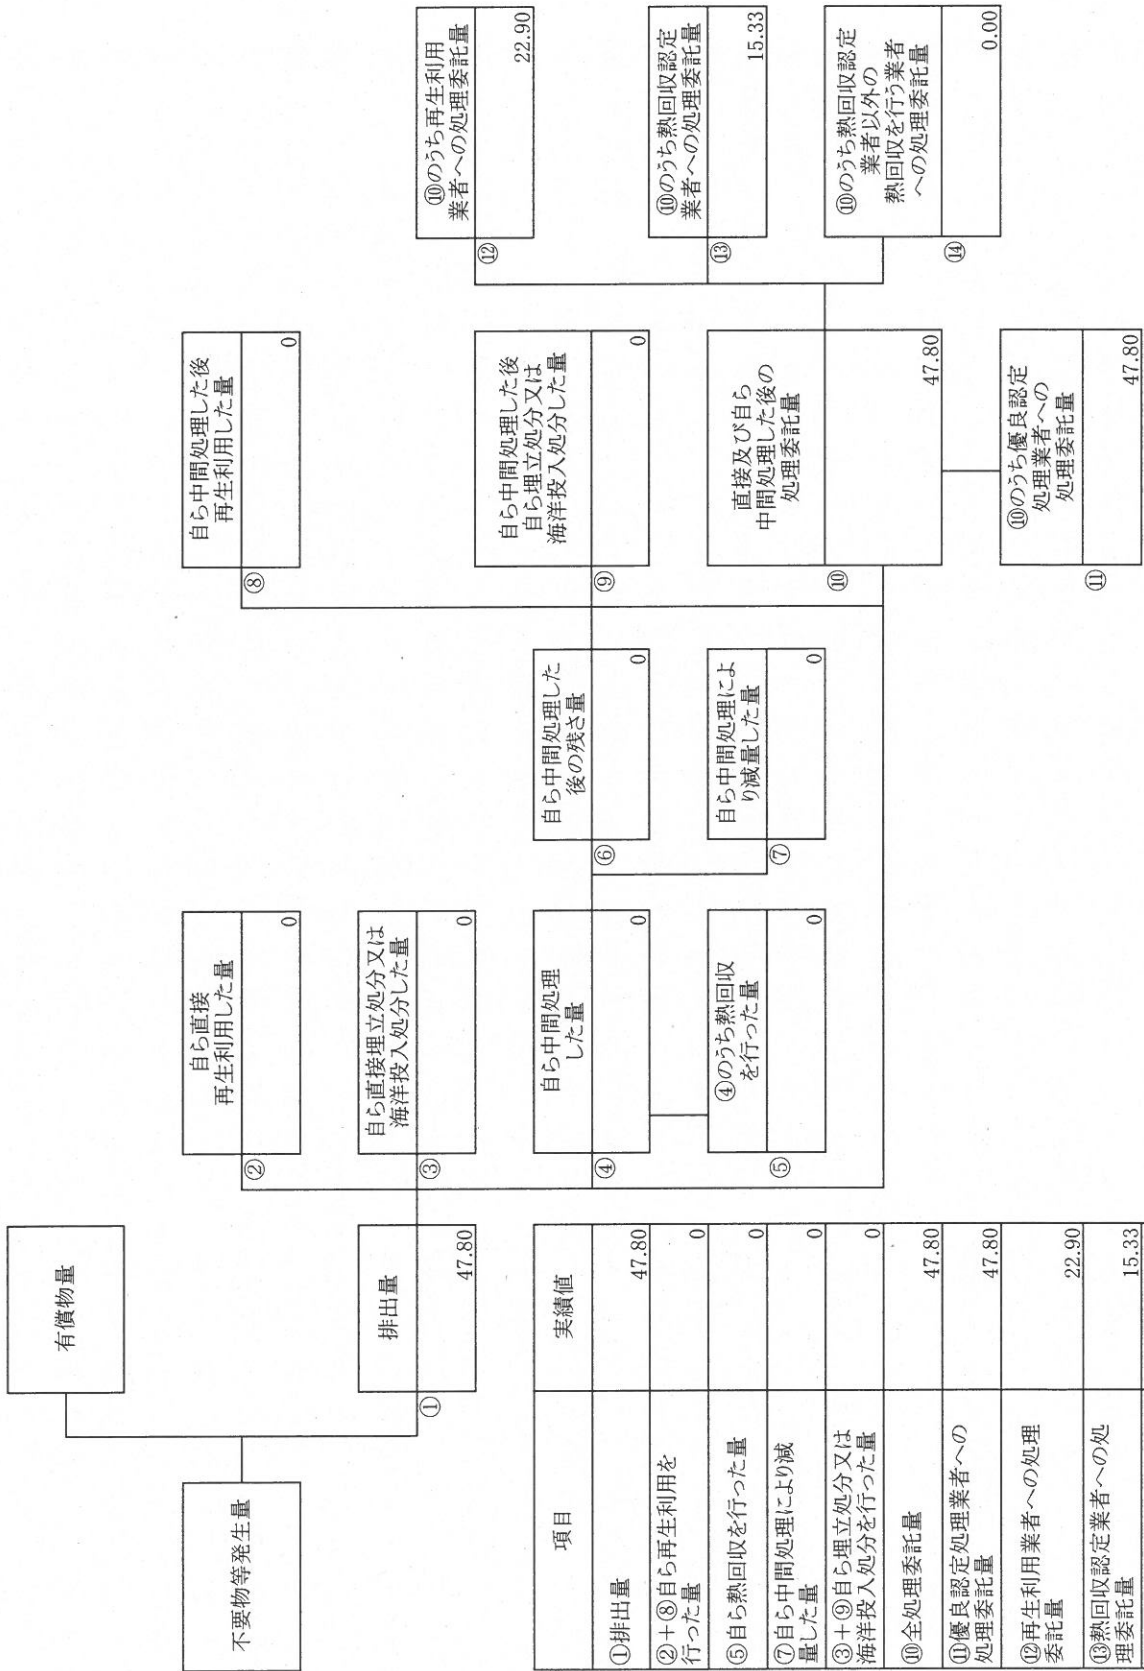 不要物等発生量
有償物量
排出量
①
47.80
自ら直接
再生利用した量
②
0
自ら直接埋立処分又は
海洋投入処分した量
③
0
自ら中間処理
した量
④
0
④のうち熱回収
を行った量
⑤
0
自ら中間処理した
後の残さ量
⑥
0
自ら中間処理によ
り減量した量
⑦
0
自ら中間処理した後
再生利用した量
⑧
0
自ら中間処理した後
自ら埋立処分又は
海洋投入処分した量
⑨
0
直接及び自ら
中間処理した後の
処理委託量
⑩
47.80
⑩のうち優良認定
処理業者への
処理委託量
⑪
47.80
⑩のうち再生利用
業者への処理委託量
⑫
22.90
⑩のうち熱回収認定
業者への処理委託量
⑬
15.33
⑩のうち熱回収認定
業者以外の
熱回収を行う業者
への処理委託量
⑭
0.00
項目 実績値
①排出量 47.80
②+⑧自ら再生利用を
行った量 0
⑤自ら熱回収を行った量 0
⑦自ら中間処理により減
量した量 0
③+⑨自ら埋立処分又は
海洋投入処分を行った量 0
⑩全処理委託量 47.80
⑪優良認定処理業者への
処理委託量 47.80
⑫再生利用業者への処理
委託量 22.90
⑬熱回収認定業者への処
理委託量 15.33